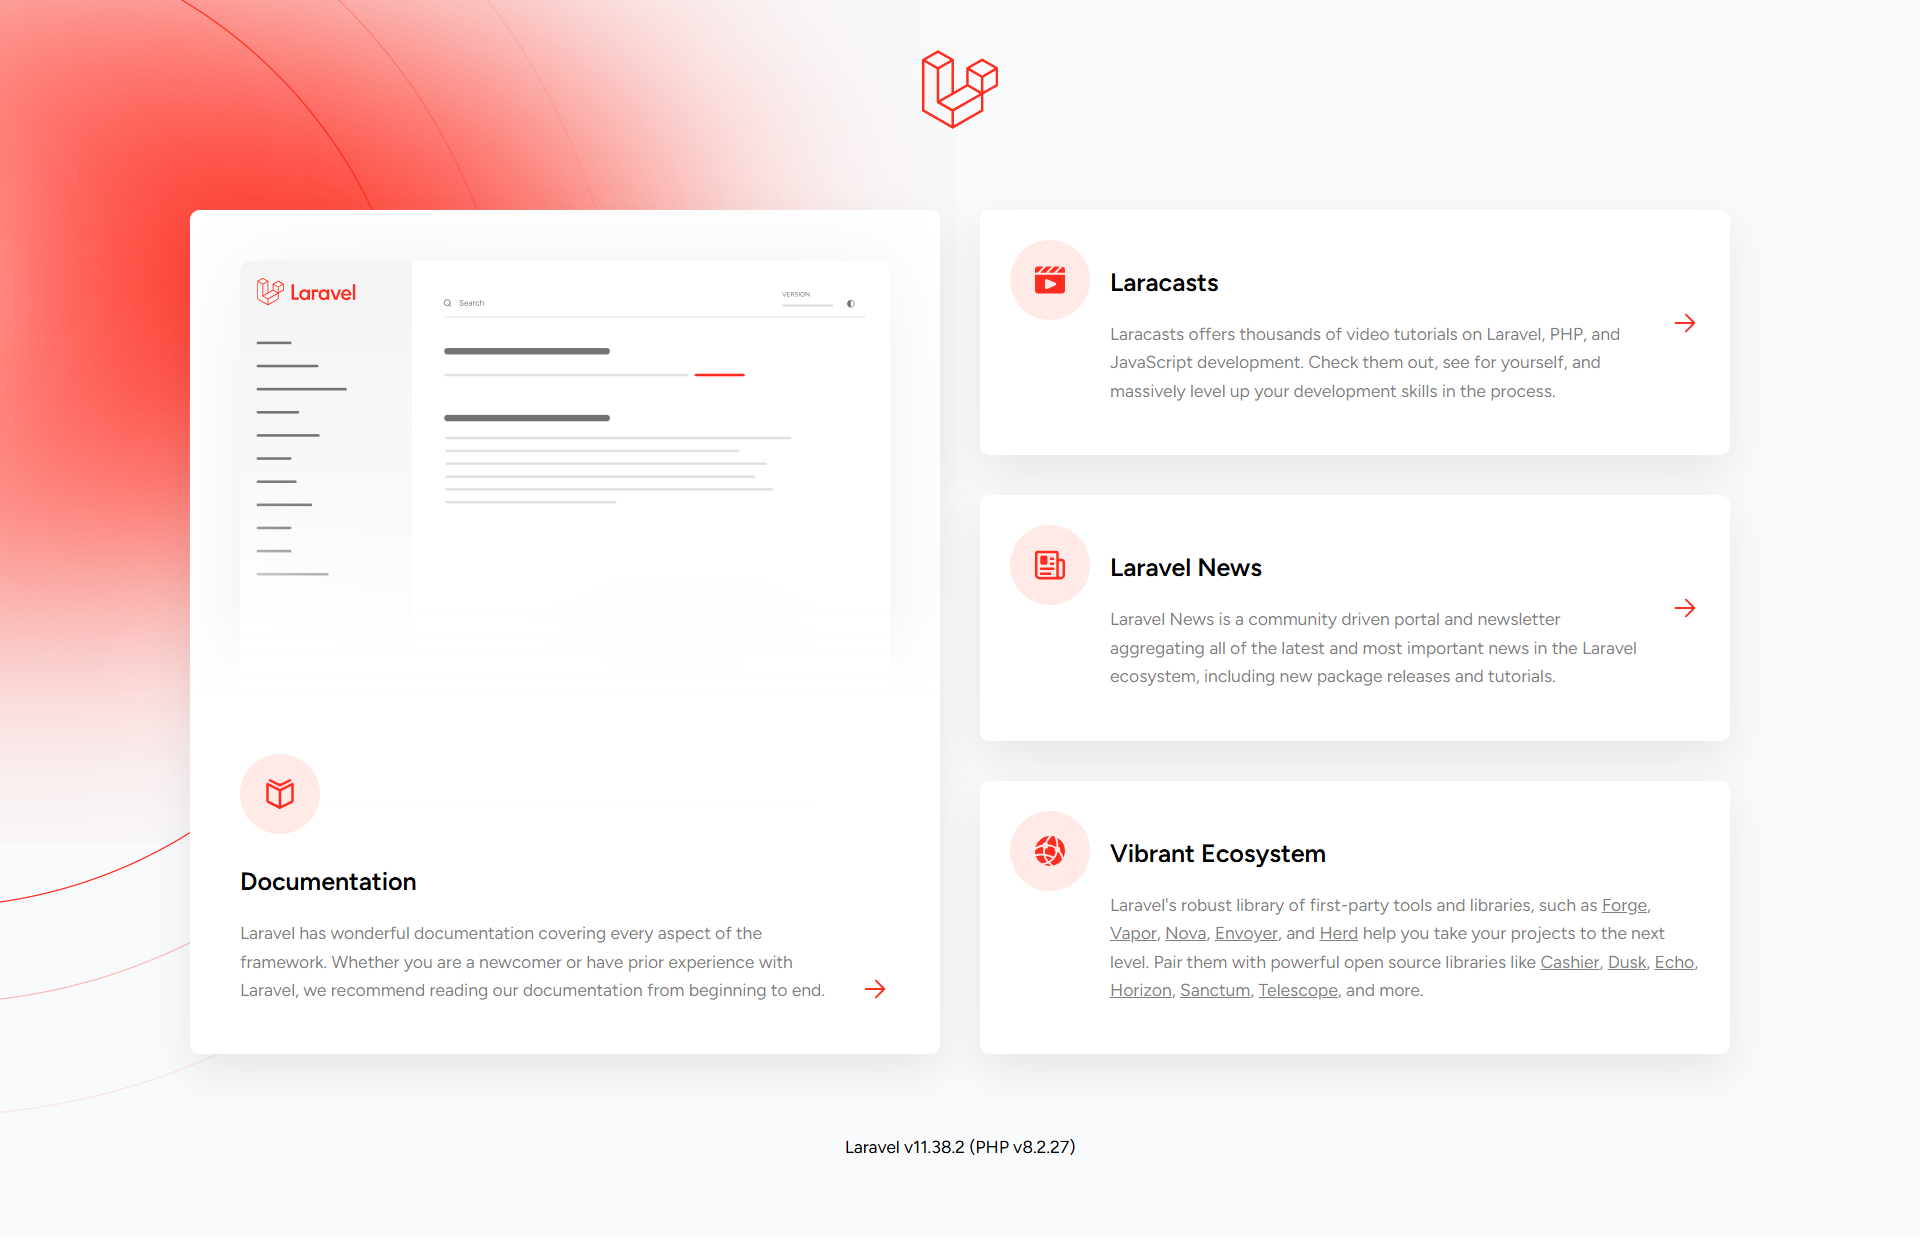 Laravel
Search
VERSION
Documentation
Laravel has wonderful documentation covering every aspect of the
framework. Whether you are a newcomer or have prior experience with
Laravel, we recommend reading our documentation from beginning to end.
Laracasts
Laracasts offers thousands of video tutorials on Laravel, PHP, and
JavaScript development. Check them out, see for yourself, and
massively level up your development skills in the process.
Laravel News
Laravel News is a community driven portal and newsletter
aggregating all of the latest and most important news in the Laravel
ecosystem, including new package releases and tutorials.
Vibrant Ecosystem
Laravel's robust library of first-party tools and libraries, such as Forge,
Vapor, Nova, Envoyer, and Herd help you take your projects to the next
level. Pair them with powerful open source libraries like Cashier, Dusk, Echo,
Horizon, Sanctum, Telescope, and more.
Laravel v11.38.2 (PHP v8.2.27)